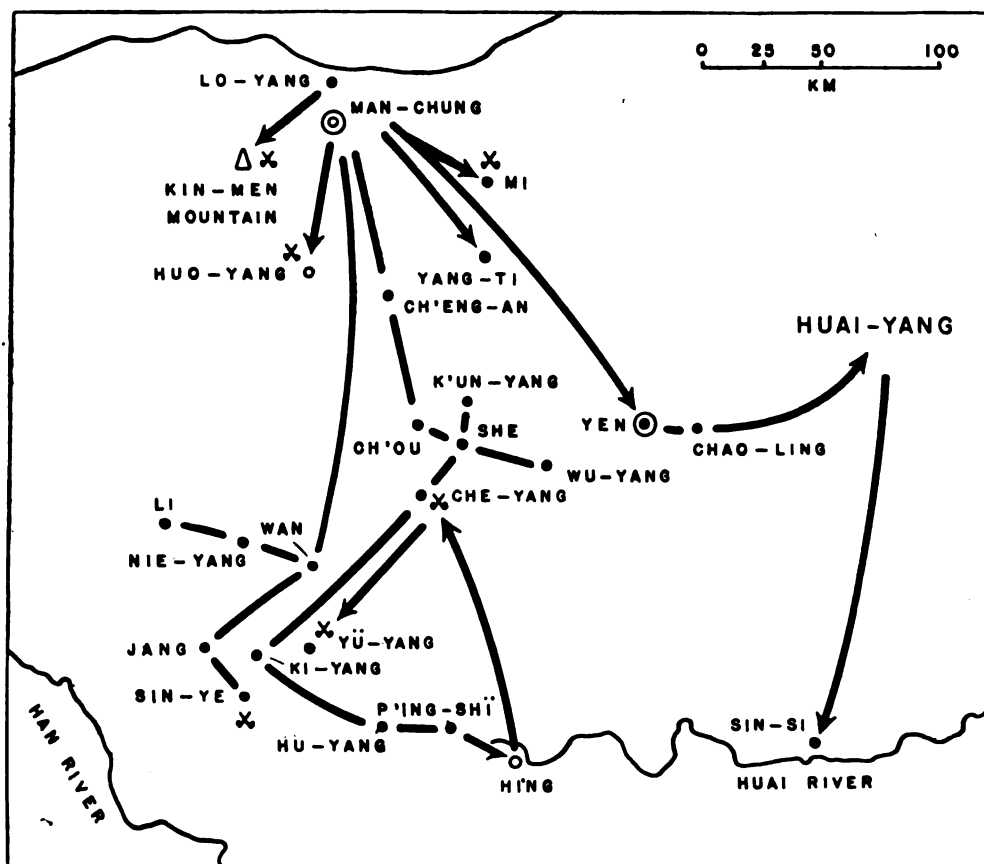 0 25 50 100
KM
LO-YANG
MAN-CHUNG
KIN-MEN
MOUNTAIN
MI
HUO-YANG
YANG-TI
CH'ENG-AN
HUAI-YANG
K'UN-YANG
YEN
SHE
CH'OU
CHAO-LING
WU-YANG
CHE-YANG
LI
WAN
NIE-YANG
JANG
YÜ-YANG
KI-YANG
SIN-YE
P'ING-SHÏ
HU-YANG
SIN-SI
HAN RIVER
HUAI RIVER